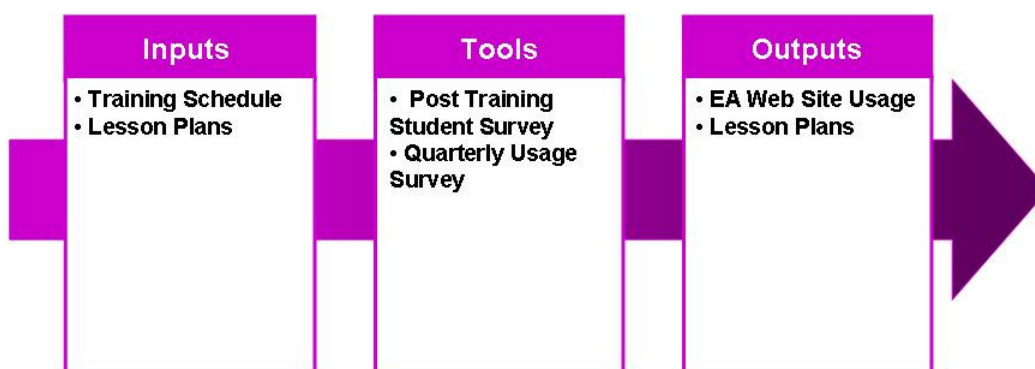 Inputs
• Training Schedule
• Lesson Plans
Tools
• Post Training
Student Survey
• Quarterly Usage
Survey
Outputs
• EA Web Site Usage
• Lesson Plans